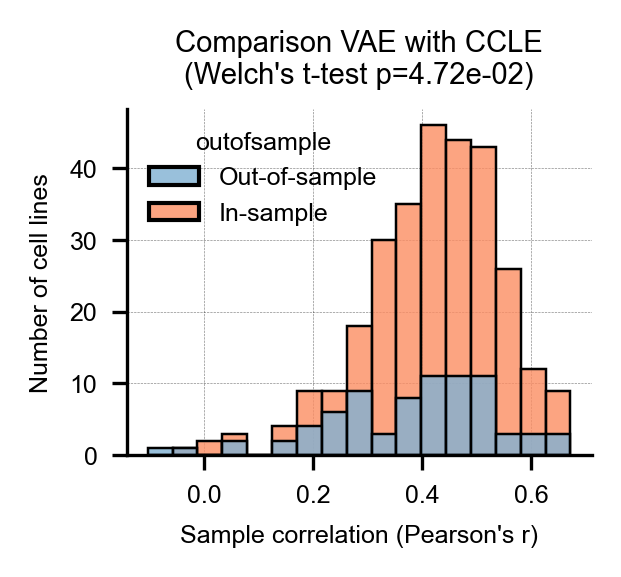 Comparison VAE with CCLE
(Welch's t-test p=4.72e-02)
outofsample
Out-of-sample
In-sample
Number of cell lines
40
30
20
10
0
0.0 0.2 0.4 0.6
Sample correlation (Pearson's r)